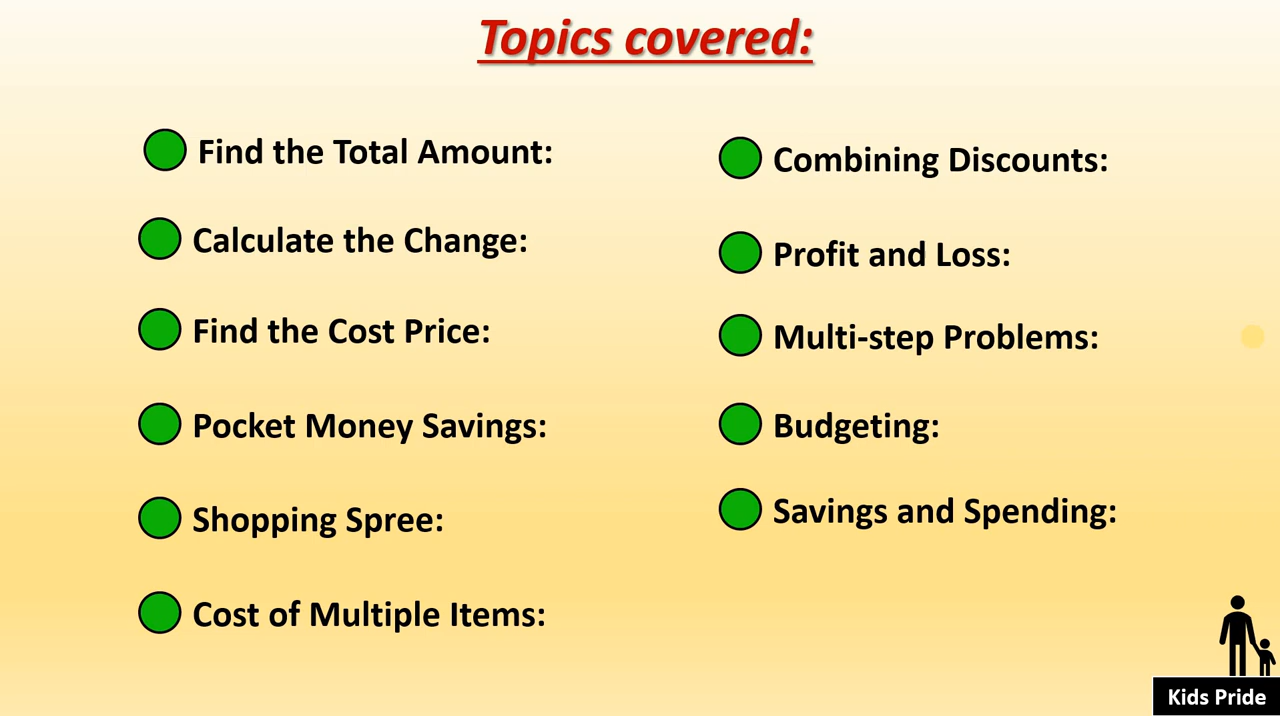 Topics covered:
Find the Total Amount:
Calculate the Change:
Find the Cost Price:
Pocket Money Savings:
Shopping Spree:
Cost of Multiple Items:
Combining Discounts:
Profit and Loss:
Multi-step Problems:
Budgeting:
Savings and Spending:
Kids Pride